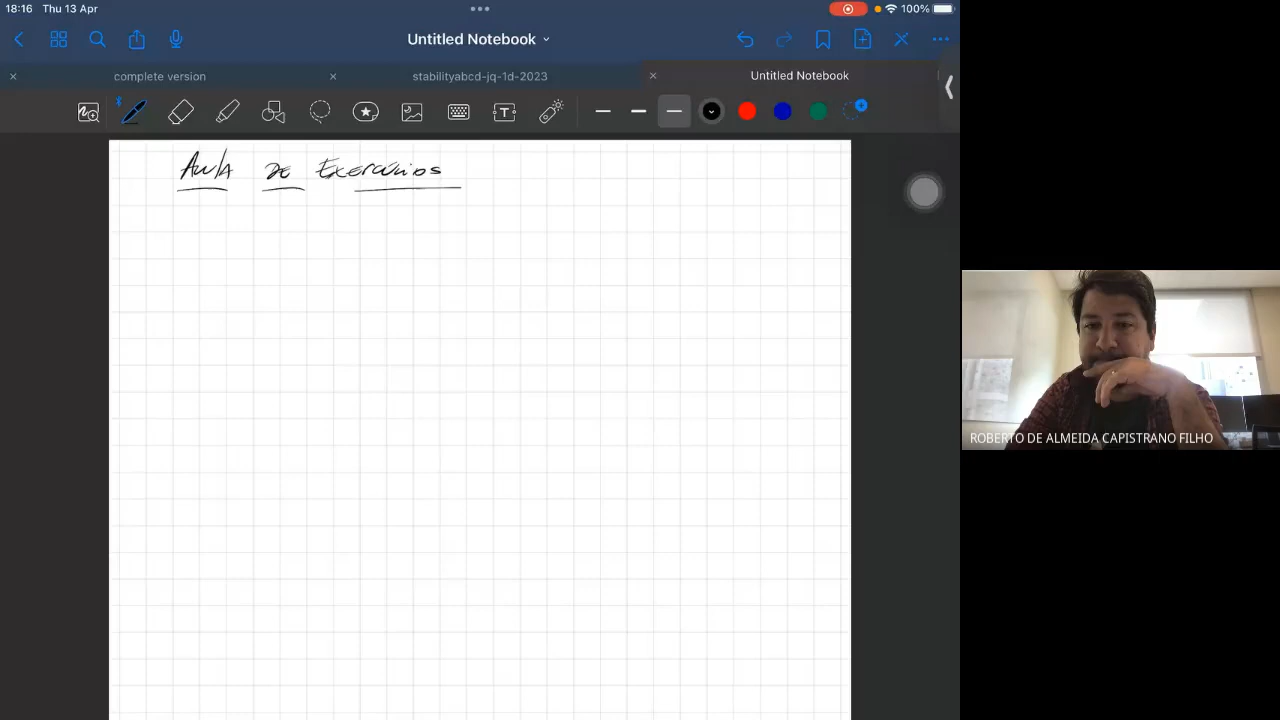 18:16 Thu 13 Apr
100%
Untitled Notebook
complete version
stabilityabcd-jq-1d-2023
Untitled Notebook
T
Aula DE Exercícios
ROBERTO DE ALMEIDA CAPISTRANO FILHO